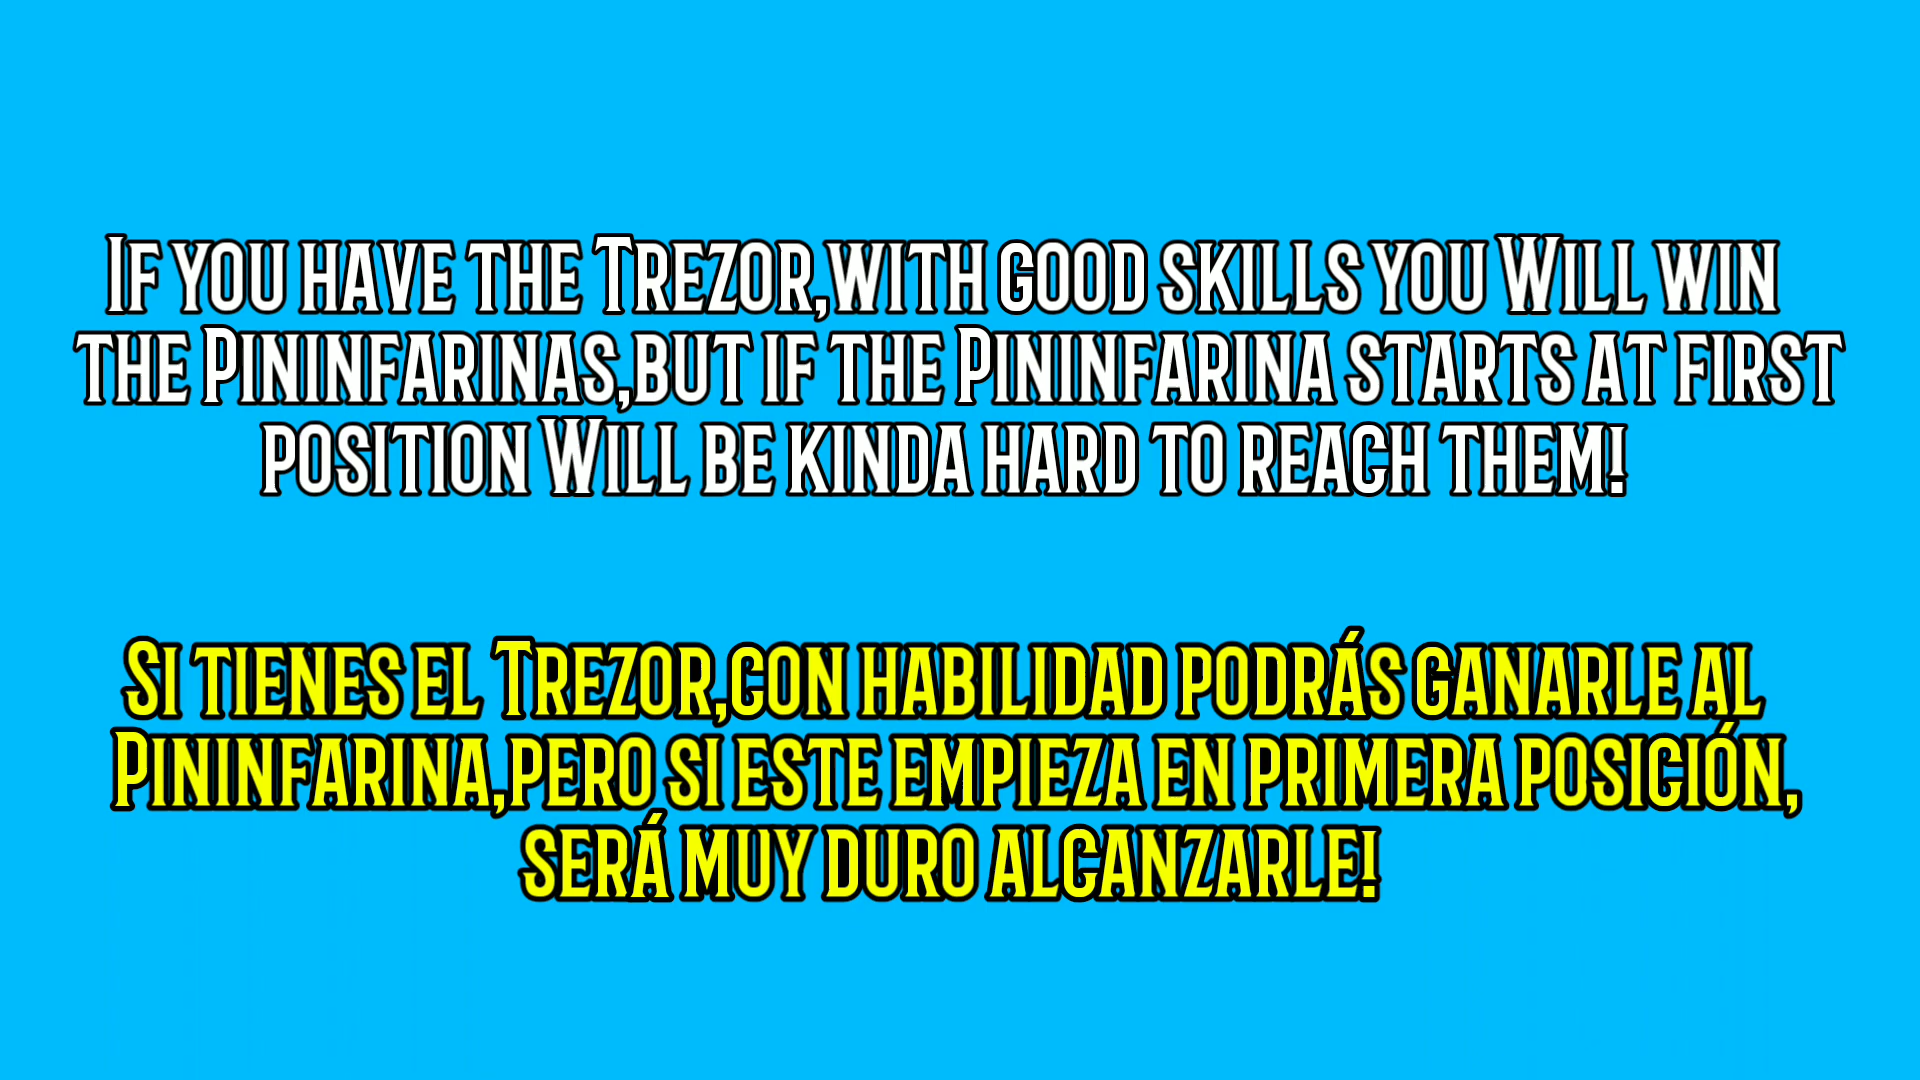 If you have the Trezor,with good skills you Will win
the Pininfarinas,but if the Pininfarina starts at first
position Will be kinda hard to reach them!
Si tienes el Trezor,con habilidad podrás ganarle al
Pininfarina,pero si este empieza en primera posición,
será muy duro alcanzarle!